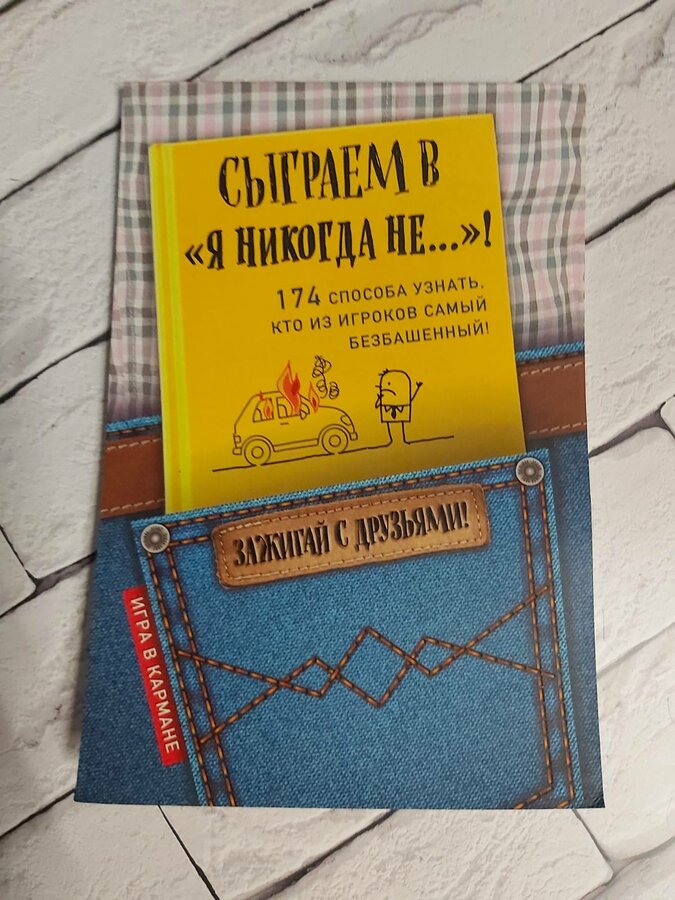 СЫГРАЕМ В
«Я НИКОГДА НЕ...»!
174 СПОСОБА УЗНАТЬ,
КТО ИЗ ИГРОКОВ САМЫЙ
БЕЗБАШЕННЫЙ!
ЗАЖИГАЙ С ДРУЗЬЯМИ!
ИГРА В КАРМАНЕ